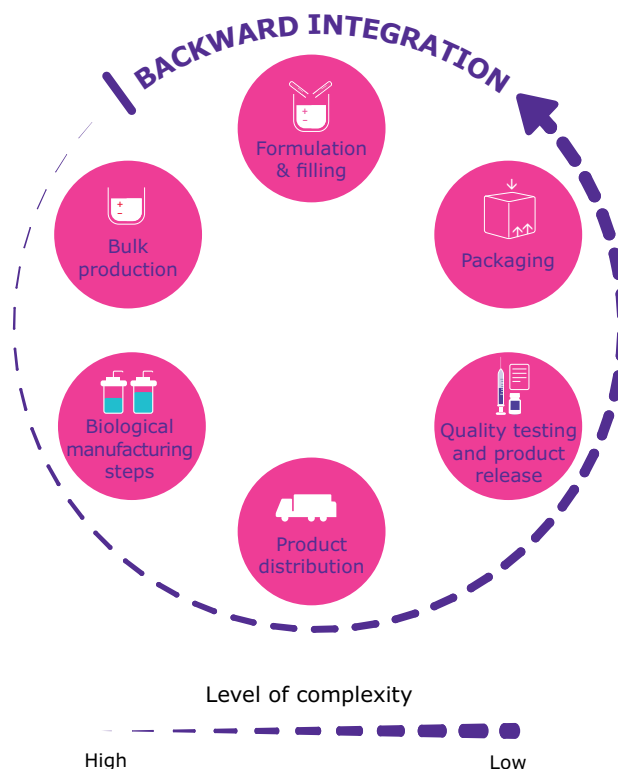 BACKWARD INTEGRATION
Formulation
& filling
Bulk
production
Packaging
Biological
manufacturing
steps
Quality testing
and product
release
Product
distribution
Level of complexity
High
Low